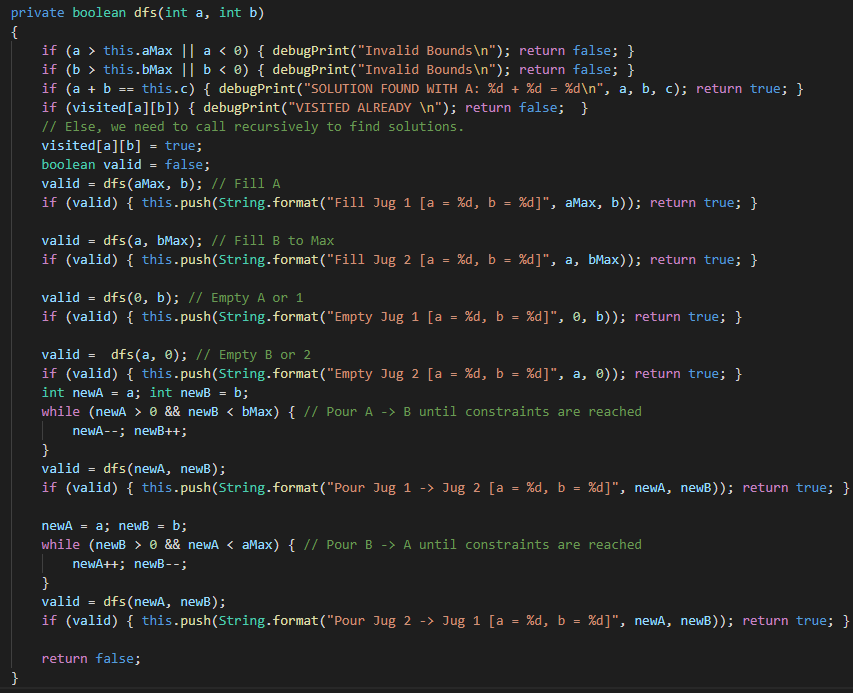 private boolean dfs(int a, int b)
{
    if (a > this.aMax || a < 0) { debugPrint("Invalid Bounds\n"); return false; }
    if (b > this.bMax || b < 0) { debugPrint("Invalid Bounds\n"); return false; }
    if (a + b == this.c) { debugPrint("SOLUTION FOUND WITH A: %d + %d = %d\n", a, b, c); return true; }
    if (visited[a][b]) { debugPrint("VISITED ALREADY \n"); return false;  }
    // Else, we need to call recursively to find solutions.
    visited[a][b] = true;
    boolean valid = false;
    valid = dfs(aMax, b); // Fill A
    if (valid) { this.push(String.format("Fill Jug 1 [a = %d, b = %d]", aMax, b)); return true; }

    valid = dfs(a, bMax); // Fill B to Max
    if (valid) { this.push(String.format("Fill Jug 2 [a = %d, b = %d]", a, bMax)); return true; }

    valid = dfs(0, b); // Empty A or 1
    if (valid) { this.push(String.format("Empty Jug 1 [a = %d, b = %d]", 0, b)); return true; }

    valid =  dfs(a, 0); // Empty B or 2
    if (valid) { this.push(String.format("Empty Jug 2 [a = %d, b = %d]", a, 0)); return true; }
    int newA = a; int newB = b;
    while (newA > 0 && newB < bMax) { // Pour A -> B until constraints are reached
        newA--; newB++;
    }
    valid = dfs(newA, newB);
    if (valid) { this.push(String.format("Pour Jug 1 -> Jug 2 [a = %d, b = %d]", newA, newB)); return true; }

    newA = a; newB = b;
    while (newB > 0 && newA < aMax) { // Pour B -> A until constraints are reached
        newA++; newB--;
    }
    valid = dfs(newA, newB);
    if (valid) { this.push(String.format("Pour Jug 2 -> Jug 1 [a = %d, b = %d]", newA, newB)); return true; }

    return false;
}